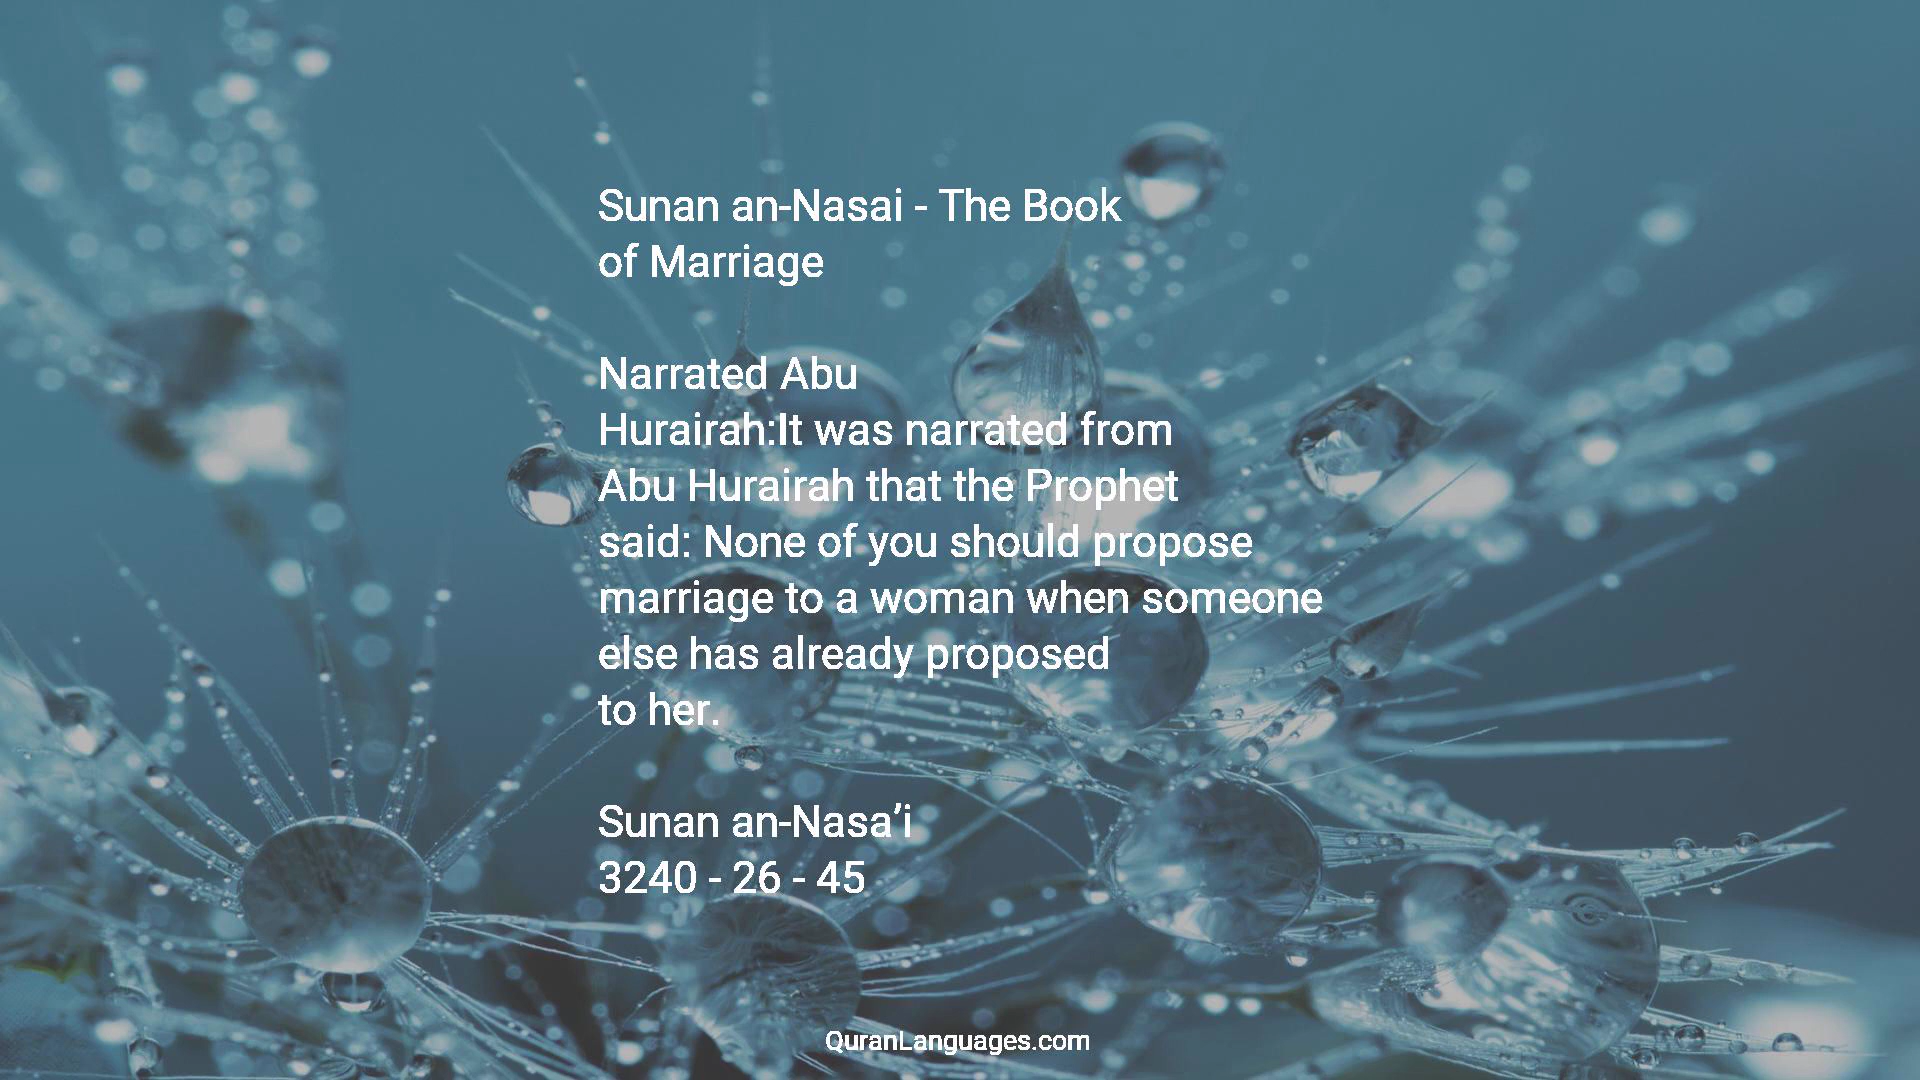 Sunan an-Nasai - The Book
of Marriage
Narrated Abu
Hurairah:It was narrated from
Abu Hurairah that the Prophet
said: None of you should propose
marriage to a woman when someone
else has already proposed
to her.
Sunan an-Nasa’i
3240 - 26 - 45
QuranLanguages.com